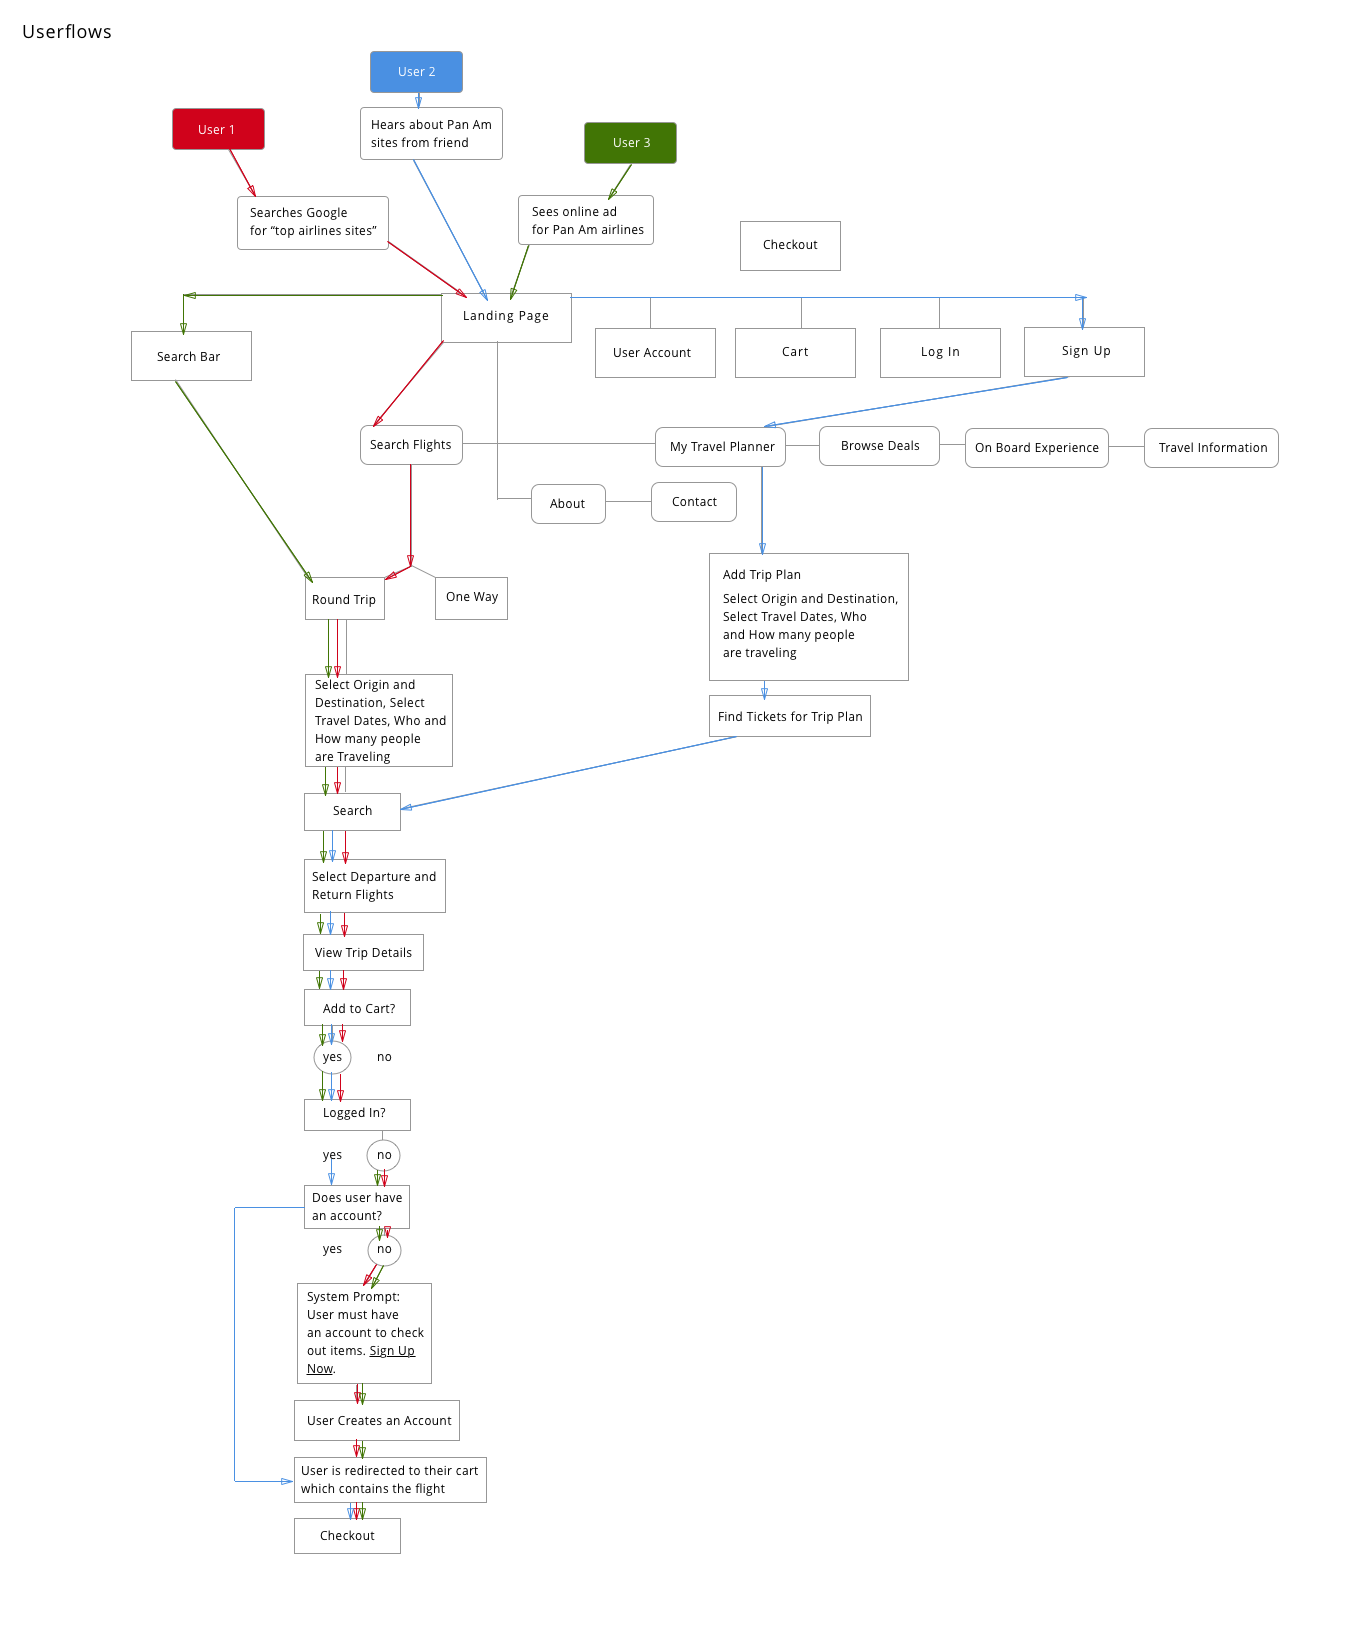 Userflows
User 2
User 1
Hears about Pan Am
sites from friend
User 3
Searches Google
for “top airlines sites”
Sees online ad
for Pan Am airlines
Checkout
Landing Page
Search Bar
User Account
Cart
Log In
Sign Up
Search Flights
My Travel Planner
Browse Deals
On Board Experience
Travel Information
About
Contact
Round Trip
One Way
Add Trip Plan
Select Origin and Destination,
Select Travel Dates, Who
and How many people
are traveling
Select Origin and
Destination, Select
Travel Dates, Who and
How many people
are Traveling
Find Tickets for Trip Plan
Search
Select Departure and
Return Flights
View Trip Details
Add to Cart?
yes
no
Logged In?
yes
no
Does user have
an account?
yes
no
System Prompt:
User must have
an account to check
out items. Sign Up
Now.
User Creates an Account
User is redirected to their cart
which contains the flight
Checkout